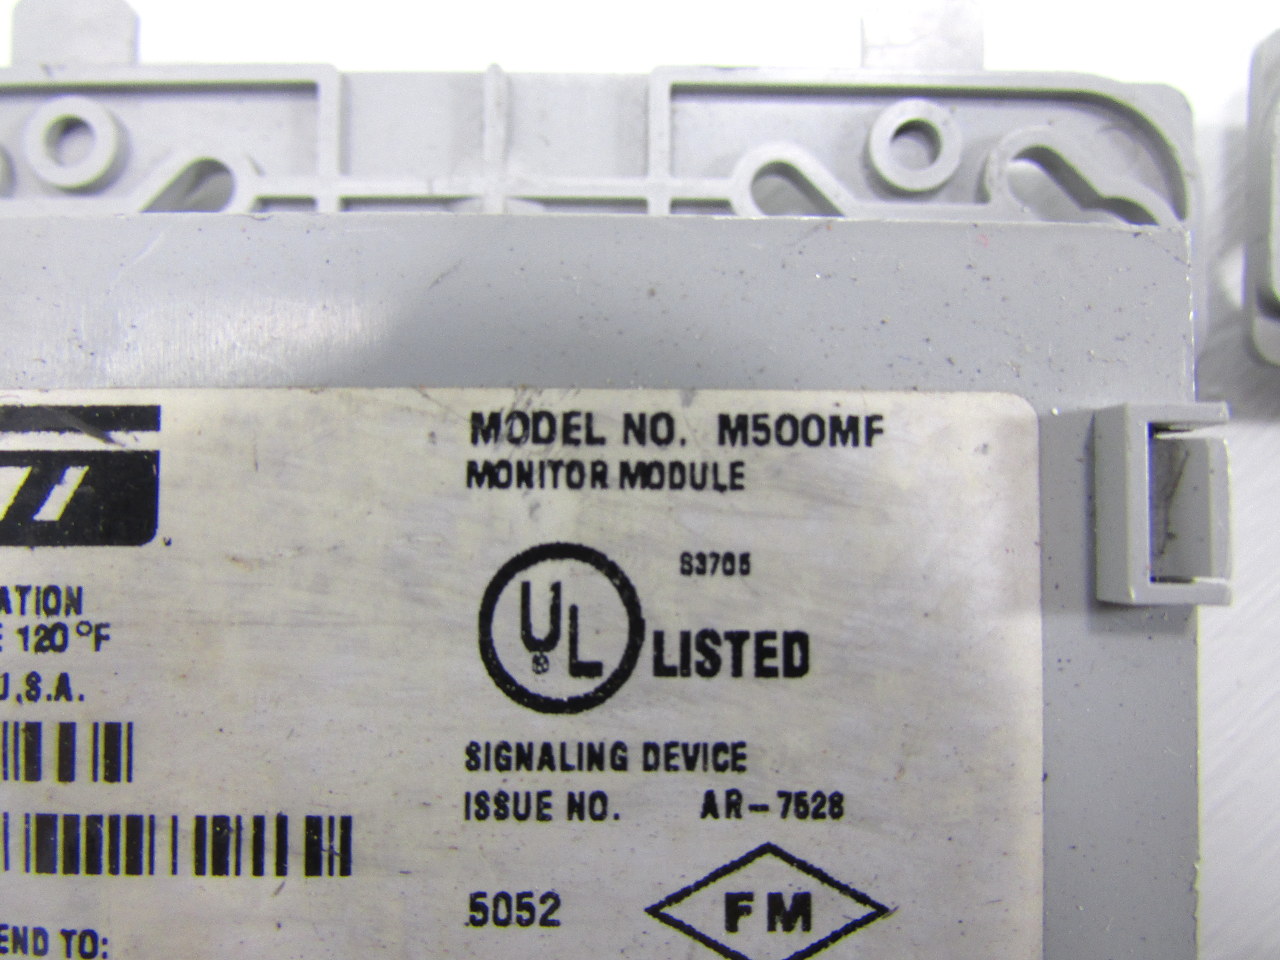 MODEL NO. M500MF
MONITOR MODULE
S3705
UL
®
LISTED
ATION
E 120°F
U.S.A.
SIGNALING DEVICE
ISSUE NO. AR-7528
5052
FM
END TO: